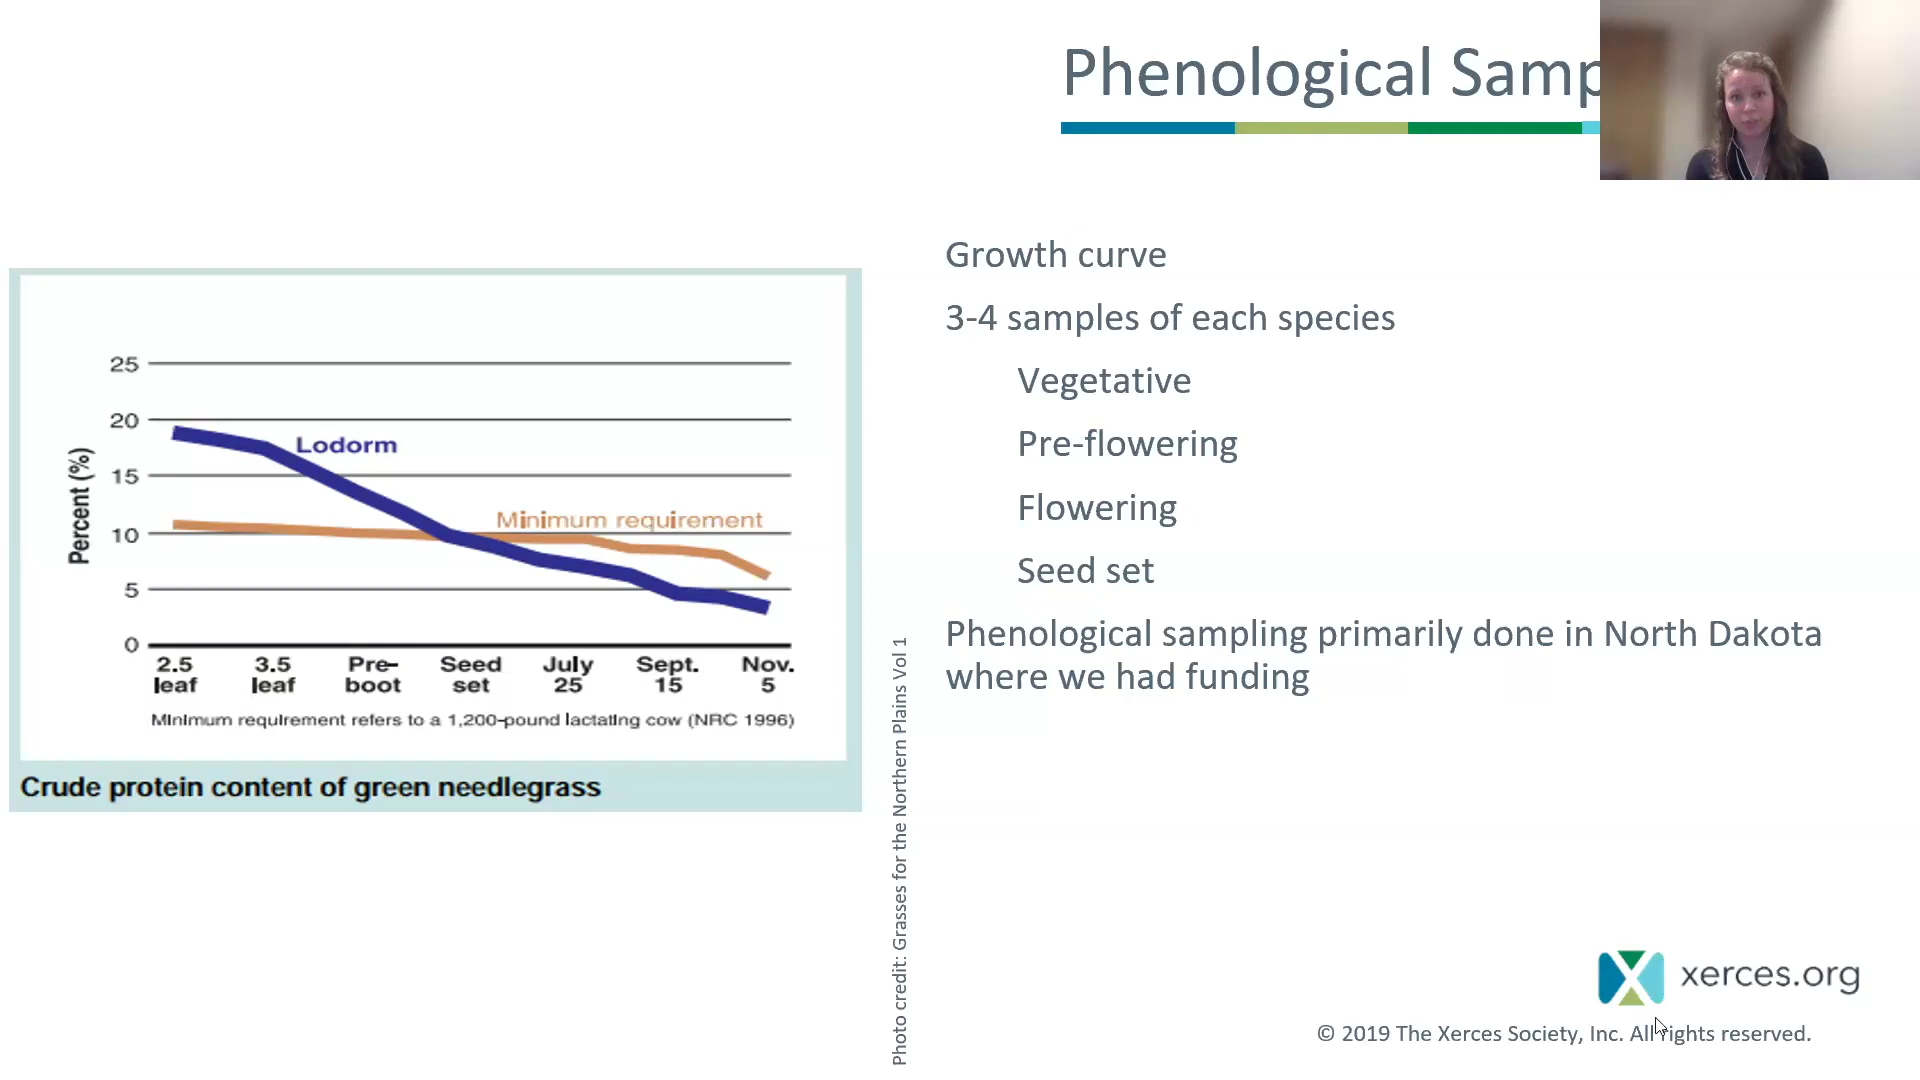 Phenological Samp
Growth curve
3-4 samples of each species
Vegetative
Pre-flowering
Flowering
Seed set
Phenological sampling primarily done in North Dakota
where we had funding
Percent (%)
25
20
15
10
5
0
Lodorm
Minimum requirement
2.5 leaf
3.5 leaf
Pre-boot
Seed set
July 25
Sept. 15
Nov. 5
Minimum requirement refers to a 1,200-pound lactating cow (NRC 1996)
Crude protein content of green needlegrass
Photo credit: Grasses for the Northern Plains Vol 1
xerces.org
© 2019 The Xerces Society, Inc. All rights reserved.